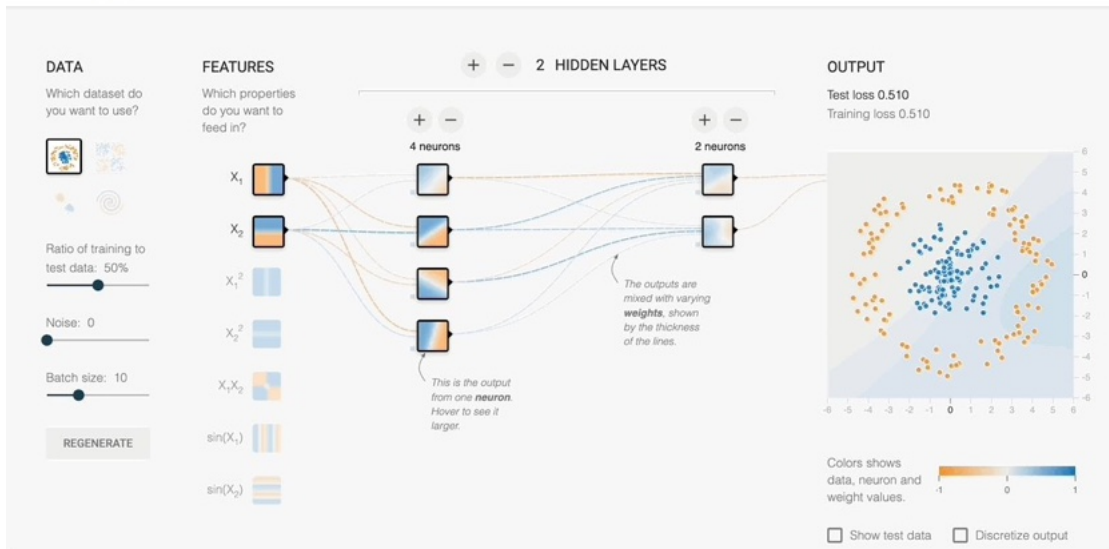 DATA
Which dataset do
you want to use?
Ratio of training to
test data: 50%
Noise: 0
Batch size: 10
REGENERATE
FEATURES
Which properties
do you want to
feed in?
X₁
X₂
X₁²
X₂²
X₁X₂
sin(X₁)
sin(X₂)
+ − 2 HIDDEN LAYERS
+ −
4 neurons
+ −
2 neurons
This is the output
from one neuron.
Hover to see it
larger.
The outputs are
mixed with varying
weights, shown
by the thickness
of the lines.
OUTPUT
Test loss 0.510
Training loss 0.510
6
5
4
3
2
1
0
-1
-2
-3
-4
-5
-6
-6 -5 -4 -3 -2 -1 0 1 2 3 4 5 6
Colors shows
data, neuron and
weight values.
-1 0 1
Show test data
Discretize output